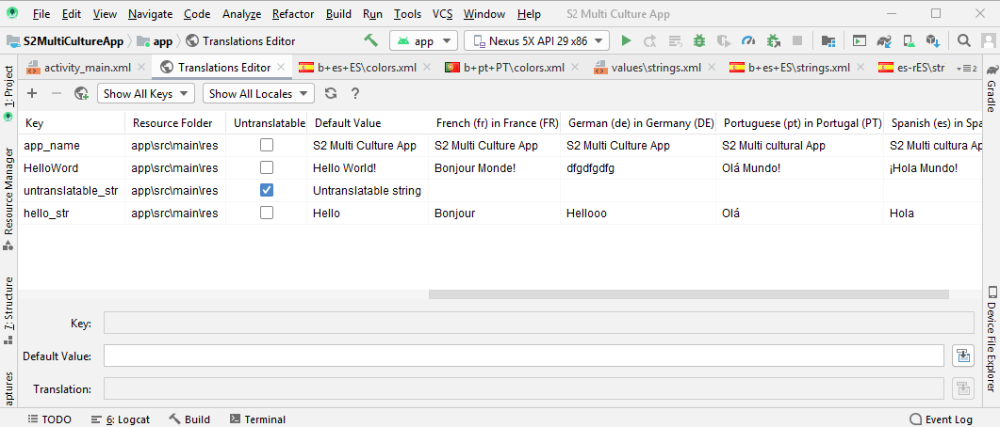 File Edit View Navigate Code Analyze Refactor Build Run Tools VCS Window Help S2 Multi Culture App
S2MultiCultureApp app Translations Editor app Nexus 5X API 29 x86
activity_main.xml Translations Editor b+es+ES\colors.xml b+pt+PT\colors.xml values\strings.xml b+es+ES\strings.xml es-rES\str 2
Show All Keys Show All Locales ?
Key Resource Folder Untranslatable Default Value French (fr) in France (FR) German (de) in Germany (DE) Portuguese (pt) in Portugal (PT) Spanish (es) in Spa
app_name app\src\main\res S2 Multi Culture App S2 Multi Culture App S2 Multi Culture App S2 Multi cultural App S2 Multi cultura Ap
HelloWord app\src\main\res Hello World! Bonjour Monde! dfgdfgdfg Olá Mundo! ¡Hola Mundo!
untranslatable_str app\src\main\res Untranslatable string
hello_str app\src\main\res Hello Bonjour Hellooo Olá Hola
Key:
Default Value:
Translation:
1: Project
Resource Manager
7: Structure
aptures
Gradle
Device File Explorer
TODO 6: Logcat Build Terminal Event Log